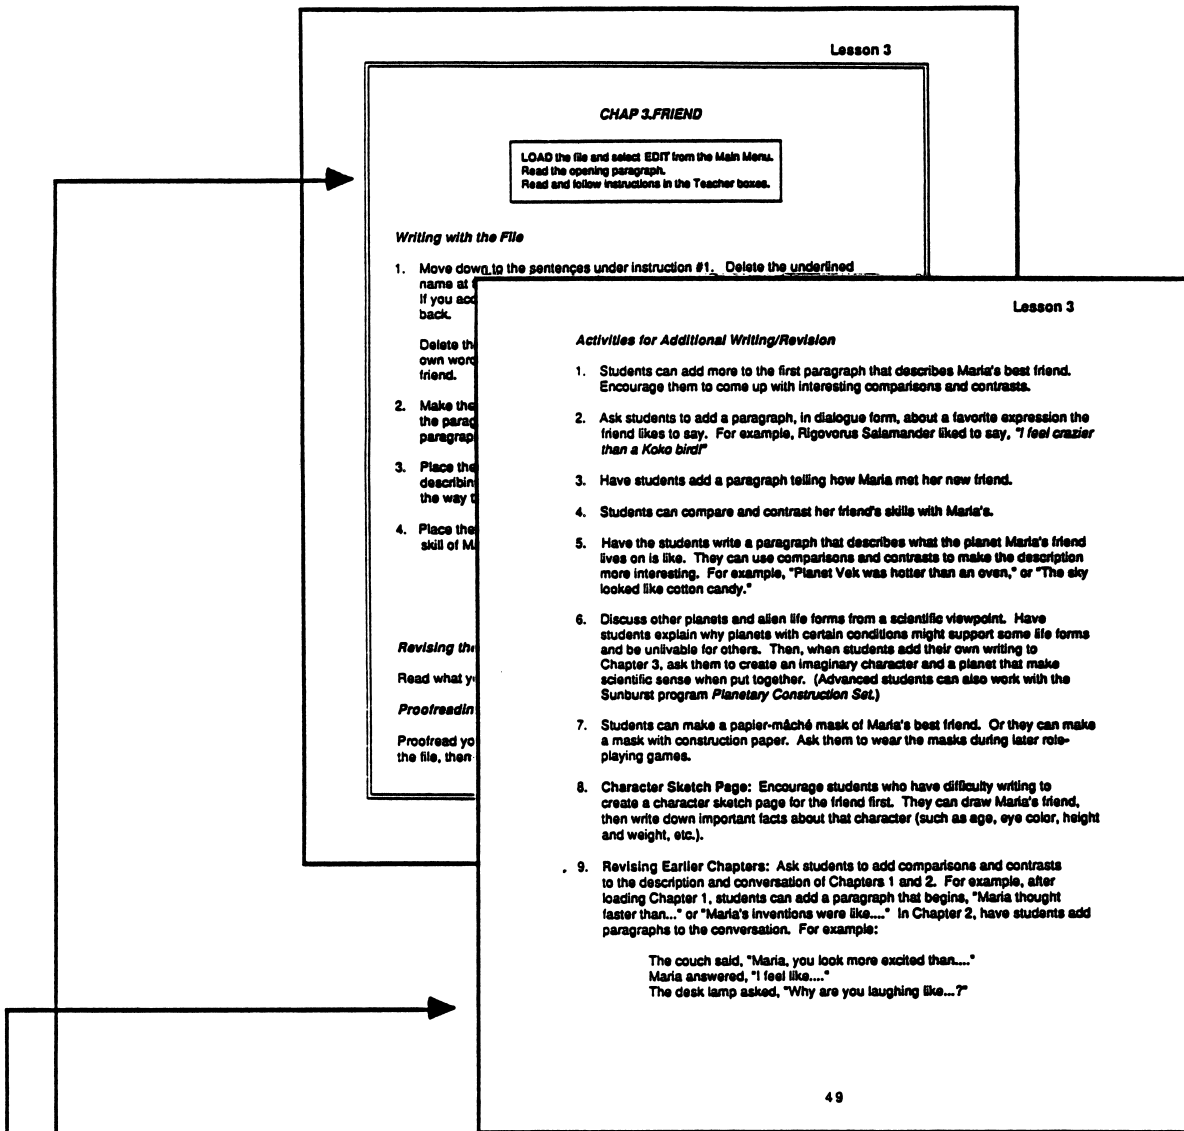 Lesson 3
CHAP 3.FRIEND
LOAD the file and select EDIT from the Main Menu.
Read the opening paragraph.
Read and follow instructions in the Teacher boxes.
Writing with the File
1. Move down to the sentences under instruction #1. Delete the underlined
name at
If you acc
back.
Delete th
own word
friend.
2. Make the
the parag
paragrap
3. Place the
describin
the way t
4. Place the
skill of M
Revising the
Read what y
Proofreadin
Proofread yo
the file, then
Lesson 3
Activities for Additional Writing/Revision
1. Students can add more to the first paragraph that describes Maria's best friend.
Encourage them to come up with interesting comparisons and contrasts.
2. Ask students to add a paragraph, in dialogue form, about a favorite expression the
friend likes to say. For example, Rigovorus Salamander liked to say, "I feel crazier
than a Koko bird!"
3. Have students add a paragraph telling how Maria met her new friend.
4. Students can compare and contrast her friend's skills with Maria's.
5. Have the students write a paragraph that describes what the planet Maria's friend
lives on is like. They can use comparisons and contrasts to make the description
more interesting. For example, "Planet Vek was hotter than an oven," or "The sky
looked like cotton candy."
6. Discuss other planets and alien life forms from a scientific viewpoint. Have
students explain why planets with certain conditions might support some life forms
and be unlivable for others. Then, when students add their own writing to
Chapter 3, ask them to create an imaginary character and a planet that make
scientific sense when put together. (Advanced students can also work with the
Sunburst program Planetary Construction Set.)
7. Students can make a papier-mâché mask of Maria's best friend. Or they can make
a mask with construction paper. Ask them to wear the masks during later role-
playing games.
8. Character Sketch Page: Encourage students who have difficulty writing to
create a character sketch page for the friend first. They can draw Maria's friend,
then write down important facts about that character (such as age, eye color, height
and weight, etc.).
9. Revising Earlier Chapters: Ask students to add comparisons and contrasts
to the description and conversation of Chapters 1 and 2. For example, after
loading Chapter 1, students can add a paragraph that begins, "Maria thought
faster than..." or "Maria's inventions were like...." In Chapter 2, have students add
paragraphs to the conversation. For example:
The couch said, "Maria, you look more excited than...."
Maria answered, "I feel like...."
The desk lamp asked, "Why are you laughing like...?"
49